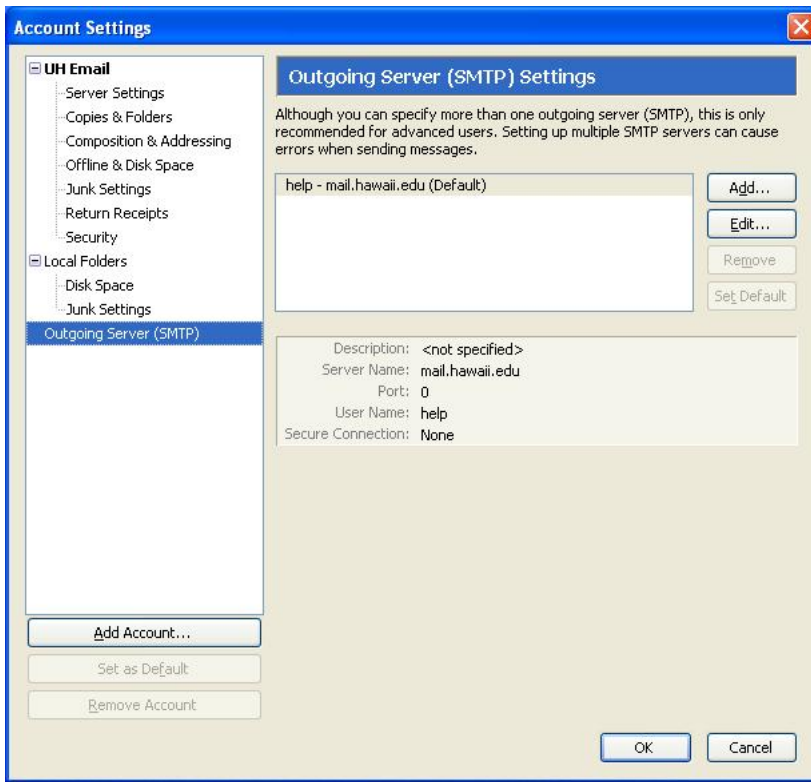 Account Settings
UH Email
Server Settings
Copies & Folders
Composition & Addressing
Offline & Disk Space
Junk Settings
Return Receipts
Security
Local Folders
Disk Space
Junk Settings
Outgoing Server (SMTP)
Add Account...
Set as Default
Remove Account
Outgoing Server (SMTP) Settings
Although you can specify more than one outgoing server (SMTP), this is only
recommended for advanced users. Setting up multiple SMTP servers can cause
errors when sending messages.
help - mail.hawaii.edu (Default)
Add...
Edit...
Remove
Set Default
Description: <not specified>
Server Name: mail.hawaii.edu
Port: 0
User Name: help
Secure Connection: None
OK
Cancel